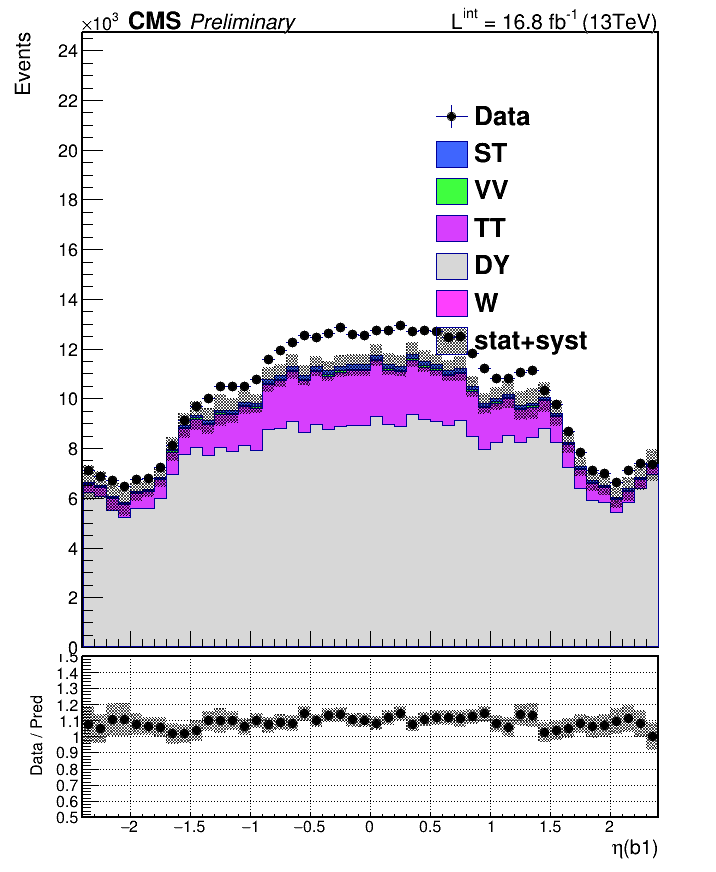 ×10³ CMS Preliminary L^int = 16.8 fb⁻¹ (13TeV)
Events
24
22
20
18
16
14
12
10
8
6
4
2
0
Data
ST
VV
TT
DY
W
stat+syst
Data / Pred
1.5
1.4
1.3
1.2
1.1
1
0.9
0.8
0.7
0.6
0.5
−2 −1.5 −1 −0.5 0 0.5 1 1.5 2
η(b1)